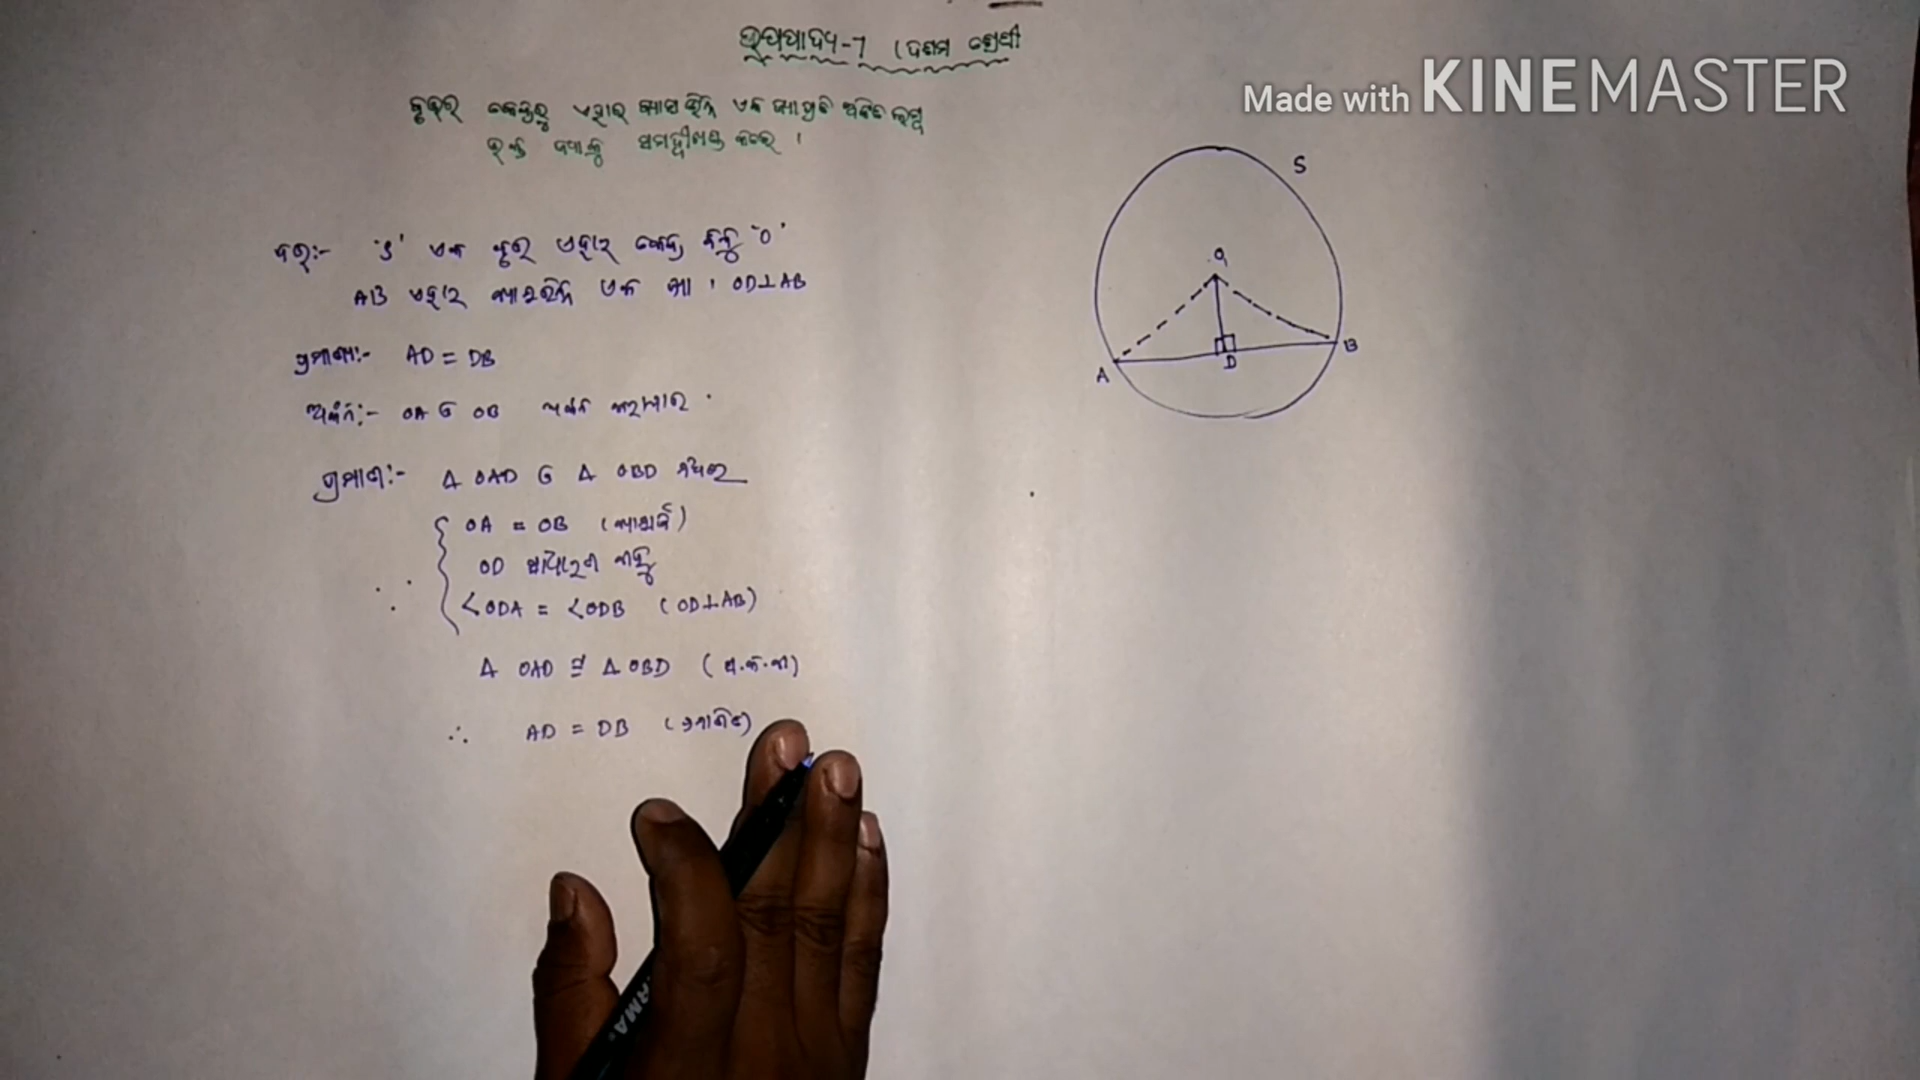 ଉପପାଦ୍ୟ-7 (ଦଶମ ଶ୍ରେଣୀ
Made with KINEMASTER
ବୃତ୍ତର କେନ୍ଦ୍ରରୁ ଏହାର ବ୍ୟାସ ଭିନ୍ନ ଏକ ଜ୍ୟା ପ୍ରତି ଅଙ୍କିତ ଲମ୍ବ
ଉକ୍ତ ଜ୍ୟାକୁ ସମଦ୍ବିଖଣ୍ଡ କରେ ।
S
ଦତ୍ତ:- 'S' ଏକ ବୃତ୍ତ ଏହାର କେନ୍ଦ୍ର ବିନ୍ଦୁ 'O'
AB ଏହାର ବ୍ୟାସଭିନ୍ନ ଏକ ଜ୍ୟା । OD⊥AB
O
A
D
B
ପ୍ରାମାଣ୍ୟ:- AD = DB
ଅଙ୍କନ:- OA ଓ OB ଅଙ୍କନ କରାଯାଉ
ପ୍ରମାଣ:- Δ OAD ଓ Δ OBD ମଧ୍ୟରେ
OA = OB (ବ୍ୟାସାର୍ଦ୍ଧ)
OD ସାଧାରଣ ବାହୁ
∴ <ODA = <ODB (OD⊥AB)
Δ OAD ≅ Δ OBD (ସ.କ.ବା)
∴ AD = DB (ପ୍ରମାଣିତ)